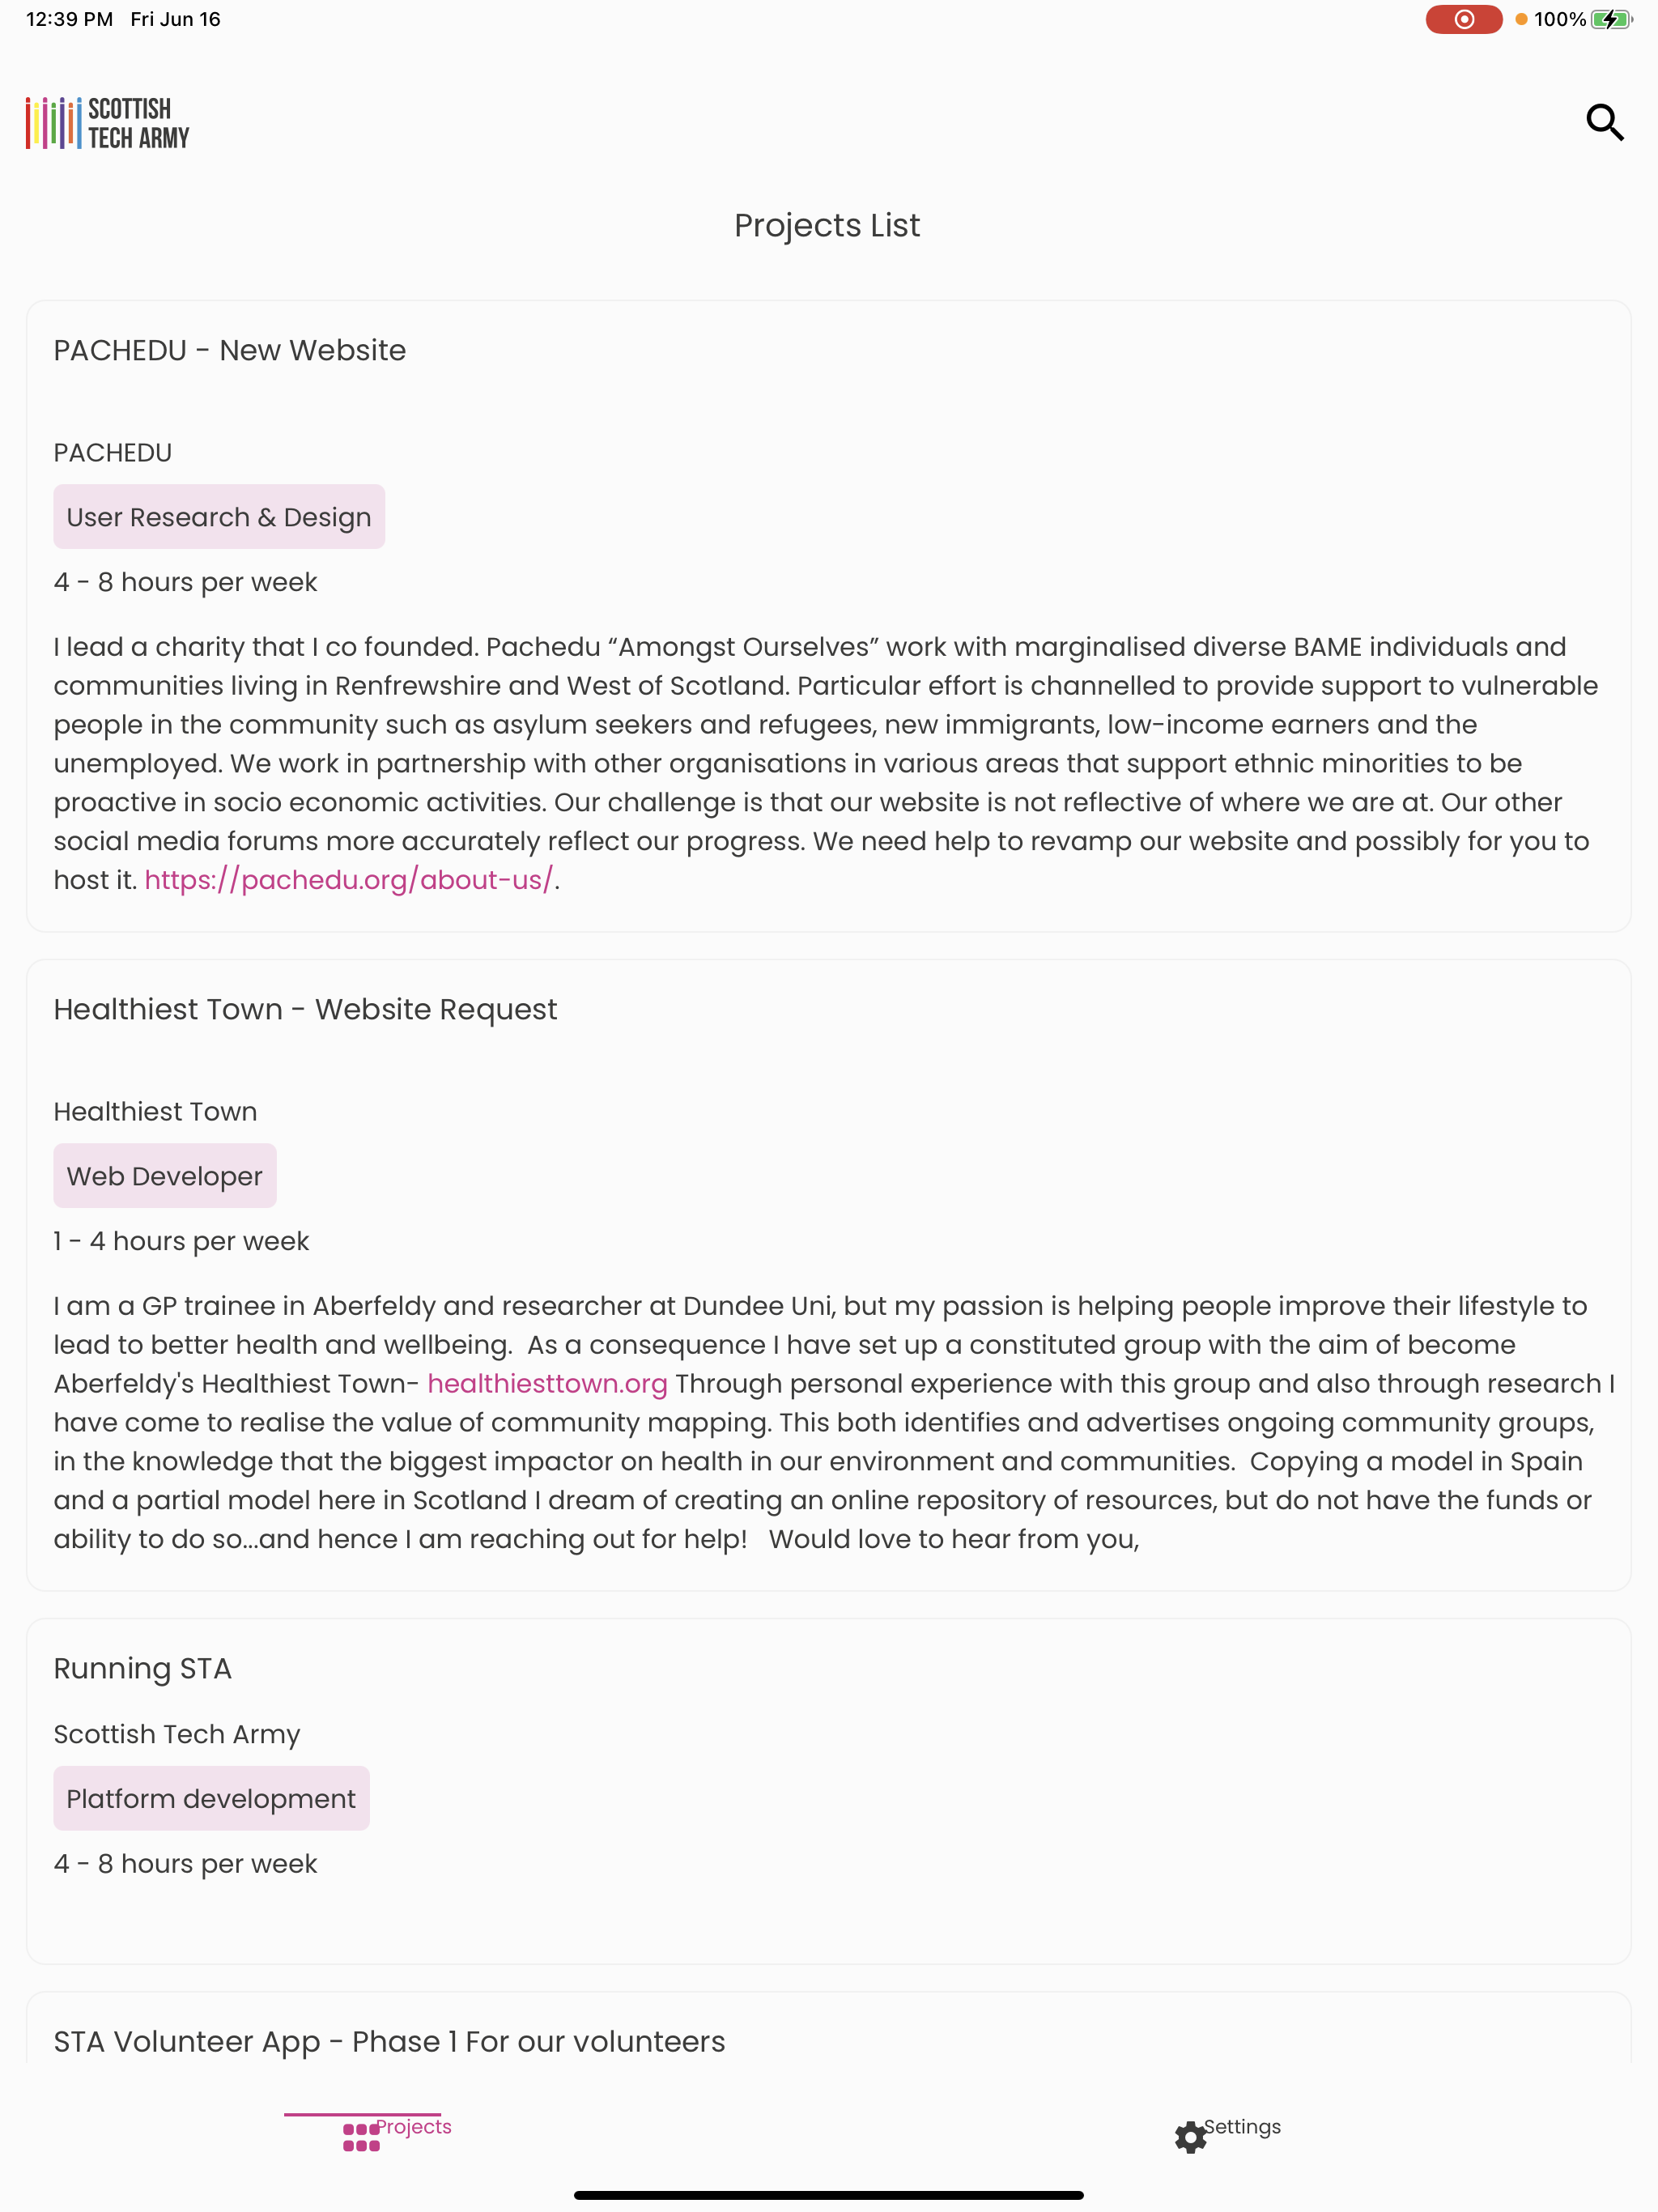 12:39 PM Fri Jun 16
100%
SCOTTISH
TECH ARMY
Projects List
PACHEDU - New Website
PACHEDU
User Research & Design
4 - 8 hours per week
I lead a charity that I co founded. Pachedu “Amongst Ourselves” work with marginalised diverse BAME individuals and
communities living in Renfrewshire and West of Scotland. Particular effort is channelled to provide support to vulnerable
people in the community such as asylum seekers and refugees, new immigrants, low-income earners and the
unemployed. We work in partnership with other organisations in various areas that support ethnic minorities to be
proactive in socio economic activities. Our challenge is that our website is not reflective of where we are at. Our other
social media forums more accurately reflect our progress. We need help to revamp our website and possibly for you to
host it. https://pachedu.org/about-us/.
Healthiest Town - Website Request
Healthiest Town
Web Developer
1 - 4 hours per week
I am a GP trainee in Aberfeldy and researcher at Dundee Uni, but my passion is helping people improve their lifestyle to
lead to better health and wellbeing.  As a consequence I have set up a constituted group with the aim of become
Aberfeldy's Healthiest Town- healthiesttown.org Through personal experience with this group and also through research I
have come to realise the value of community mapping. This both identifies and advertises ongoing community groups,
in the knowledge that the biggest impactor on health in our environment and communities.  Copying a model in Spain
and a partial model here in Scotland I dream of creating an online repository of resources, but do not have the funds or
ability to do so...and hence I am reaching out for help!   Would love to hear from you,
Running STA
Scottish Tech Army
Platform development
4 - 8 hours per week
STA Volunteer App - Phase 1 For our volunteers
Projects
Settings